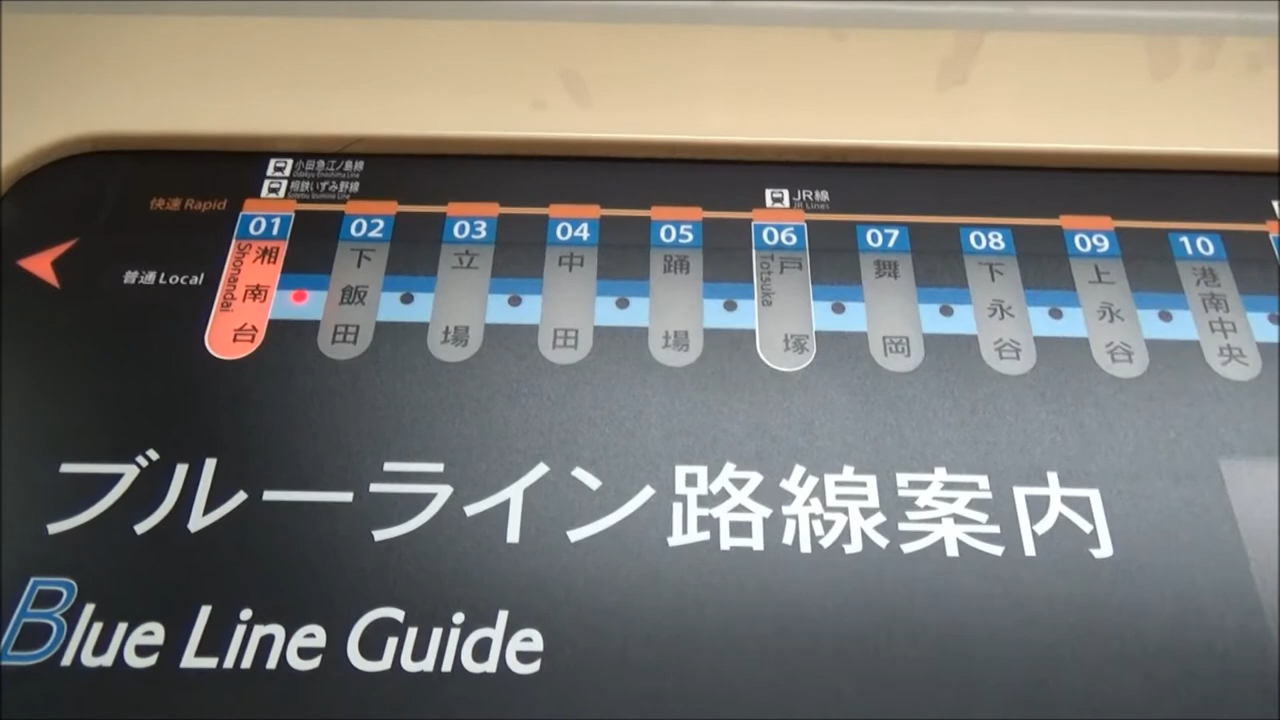 小田急江ノ島線
Odakyu Enoshima Line
相鉄いずみ野線
Sotetsu Izumino Line
JR線
JR Lines
快速 Rapid
01
02
03
04
05
06
07
08
09
10
普通 Local
湘南台
Shonandai
下飯田
立場
中田
踊場
戸塚
Totsuka
舞岡
下永谷
上永谷
港南中央
ブルーライン路線案内
Blue Line Guide